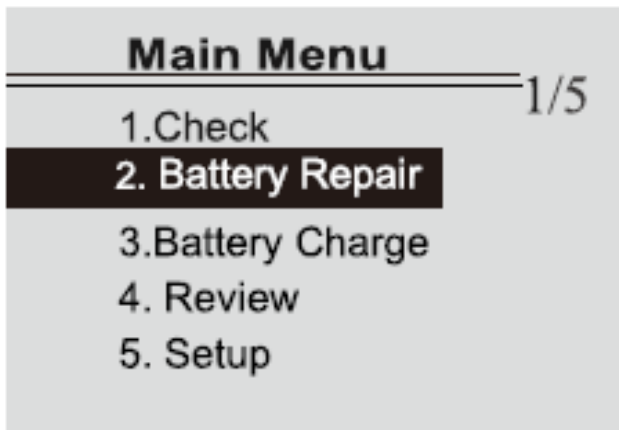 Main Menu
1/5
1.Check
2. Battery Repair
3.Battery Charge
4. Review
5. Setup